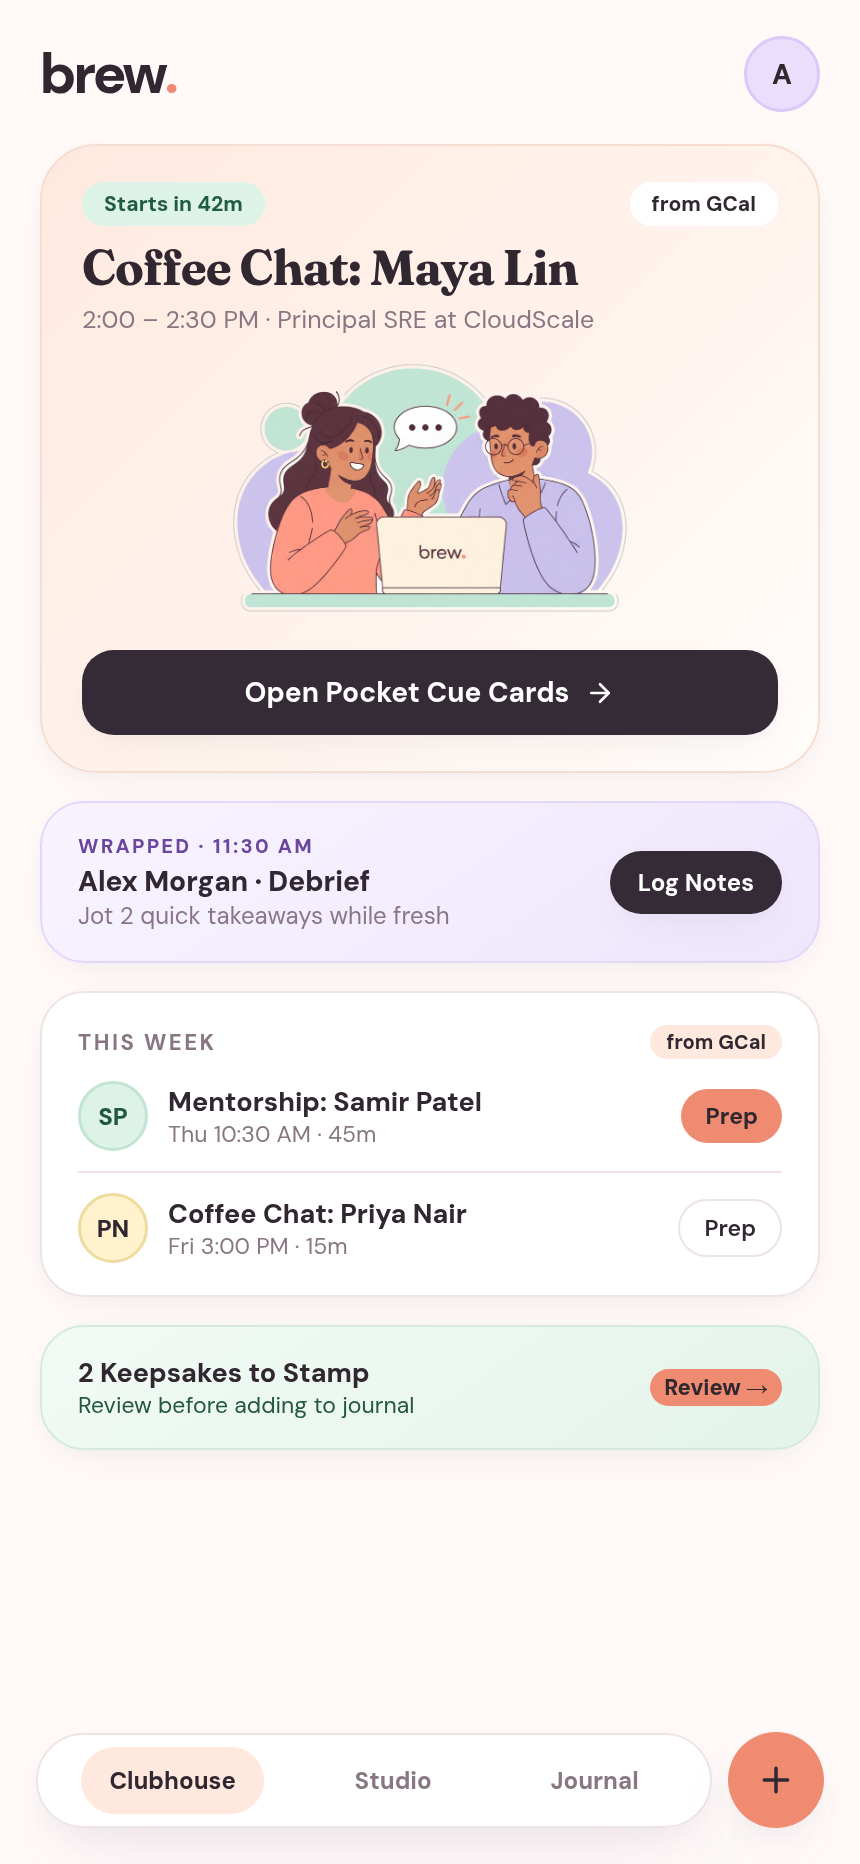 brew.
A
Starts in 42m
from GCal
Coffee Chat: Maya Lin
2:00 – 2:30 PM · Principal SRE at CloudScale
brew.
Open Pocket Cue Cards →
WRAPPED · 11:30 AM
Alex Morgan · Debrief
Jot 2 quick takeaways while fresh
Log Notes
THIS WEEK
from GCal
SP
Mentorship: Samir Patel
Thu 10:30 AM · 45m
Prep
PN
Coffee Chat: Priya Nair
Fri 3:00 PM · 15m
Prep
2 Keepsakes to Stamp
Review before adding to journal
Review →
Clubhouse
Studio
Journal
+